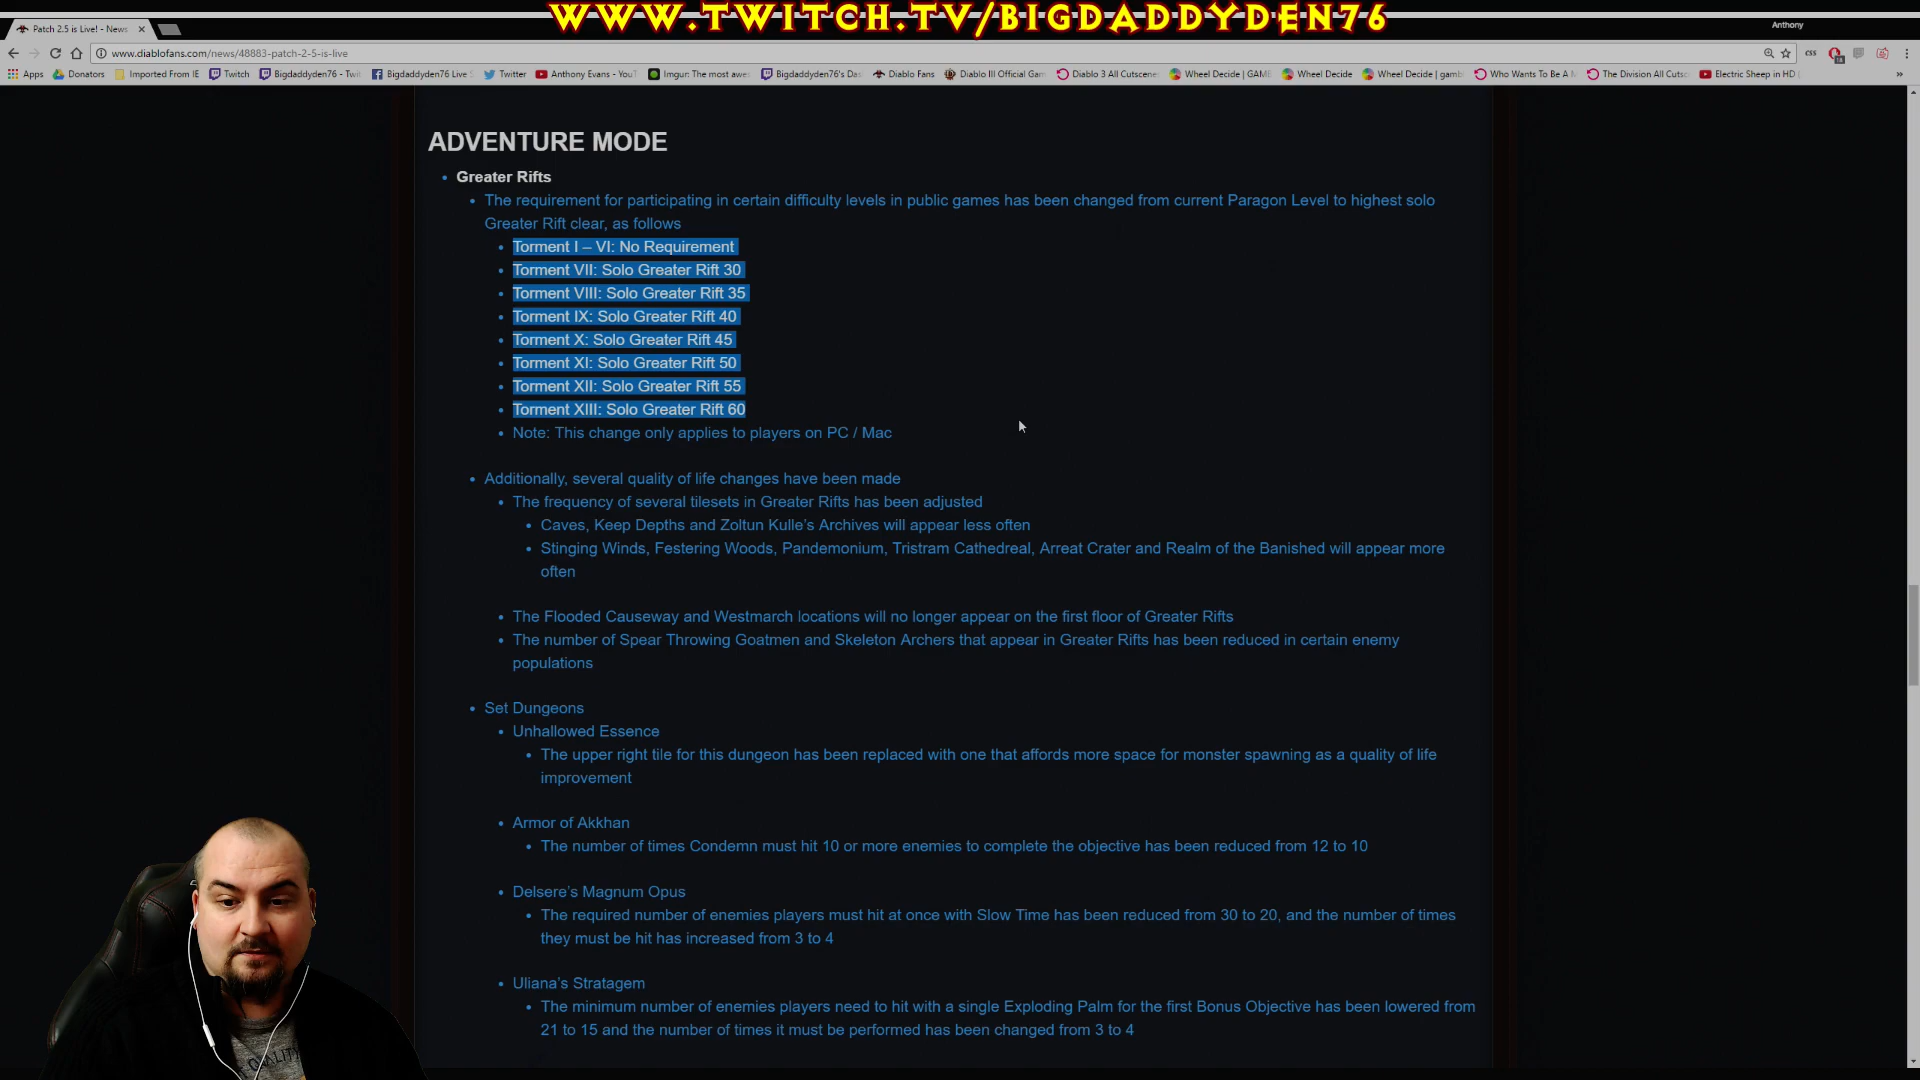 WWW.TWITCH.TV/BIGDADDYDEN76
Patch 2.5 is Live! - News
Anthony
www.diablofans.com/news/48883-patch-2-5-is-live
Apps Donators Imported From IE Twitch Bigdaddyden76 - Twi Bigdaddyden76 Live Twitter Anthony Evans - YouT Imgur: The most awe Bigdaddyden76's Das Diablo Fans Diablo III Official Gam Diablo 3 All Cutscene Wheel Decide | GAME Wheel Decide Wheel Decide | gamb Who Wants To Be A The Division All Cutsc Electric Sheep in HD
ADVENTURE MODE
Greater Rifts
The requirement for participating in certain difficulty levels in public games has been changed from current Paragon Level to highest solo
Greater Rift clear, as follows
Torment I – VI: No Requirement
Torment VII: Solo Greater Rift 30
Torment VIII: Solo Greater Rift 35
Torment IX: Solo Greater Rift 40
Torment X: Solo Greater Rift 45
Torment XI: Solo Greater Rift 50
Torment XII: Solo Greater Rift 55
Torment XIII: Solo Greater Rift 60
Note: This change only applies to players on PC / Mac
Additionally, several quality of life changes have been made
The frequency of several tilesets in Greater Rifts has been adjusted
Caves, Keep Depths and Zoltun Kulle's Archives will appear less often
Stinging Winds, Festering Woods, Pandemonium, Tristram Cathedreal, Arreat Crater and Realm of the Banished will appear more
often
The Flooded Causeway and Westmarch locations will no longer appear on the first floor of Greater Rifts
The number of Spear Throwing Goatmen and Skeleton Archers that appear in Greater Rifts has been reduced in certain enemy
populations
Set Dungeons
Unhallowed Essence
The upper right tile for this dungeon has been replaced with one that affords more space for monster spawning as a quality of life
improvement
Armor of Akkhan
The number of times Condemn must hit 10 or more enemies to complete the objective has been reduced from 12 to 10
Delsere's Magnum Opus
The required number of enemies players must hit at once with Slow Time has been reduced from 30 to 20, and the number of times
they must be hit has increased from 3 to 4
Uliana's Stratagem
The minimum number of enemies players need to hit with a single Exploding Palm for the first Bonus Objective has been lowered from
21 to 15 and the number of times it must be performed has been changed from 3 to 4